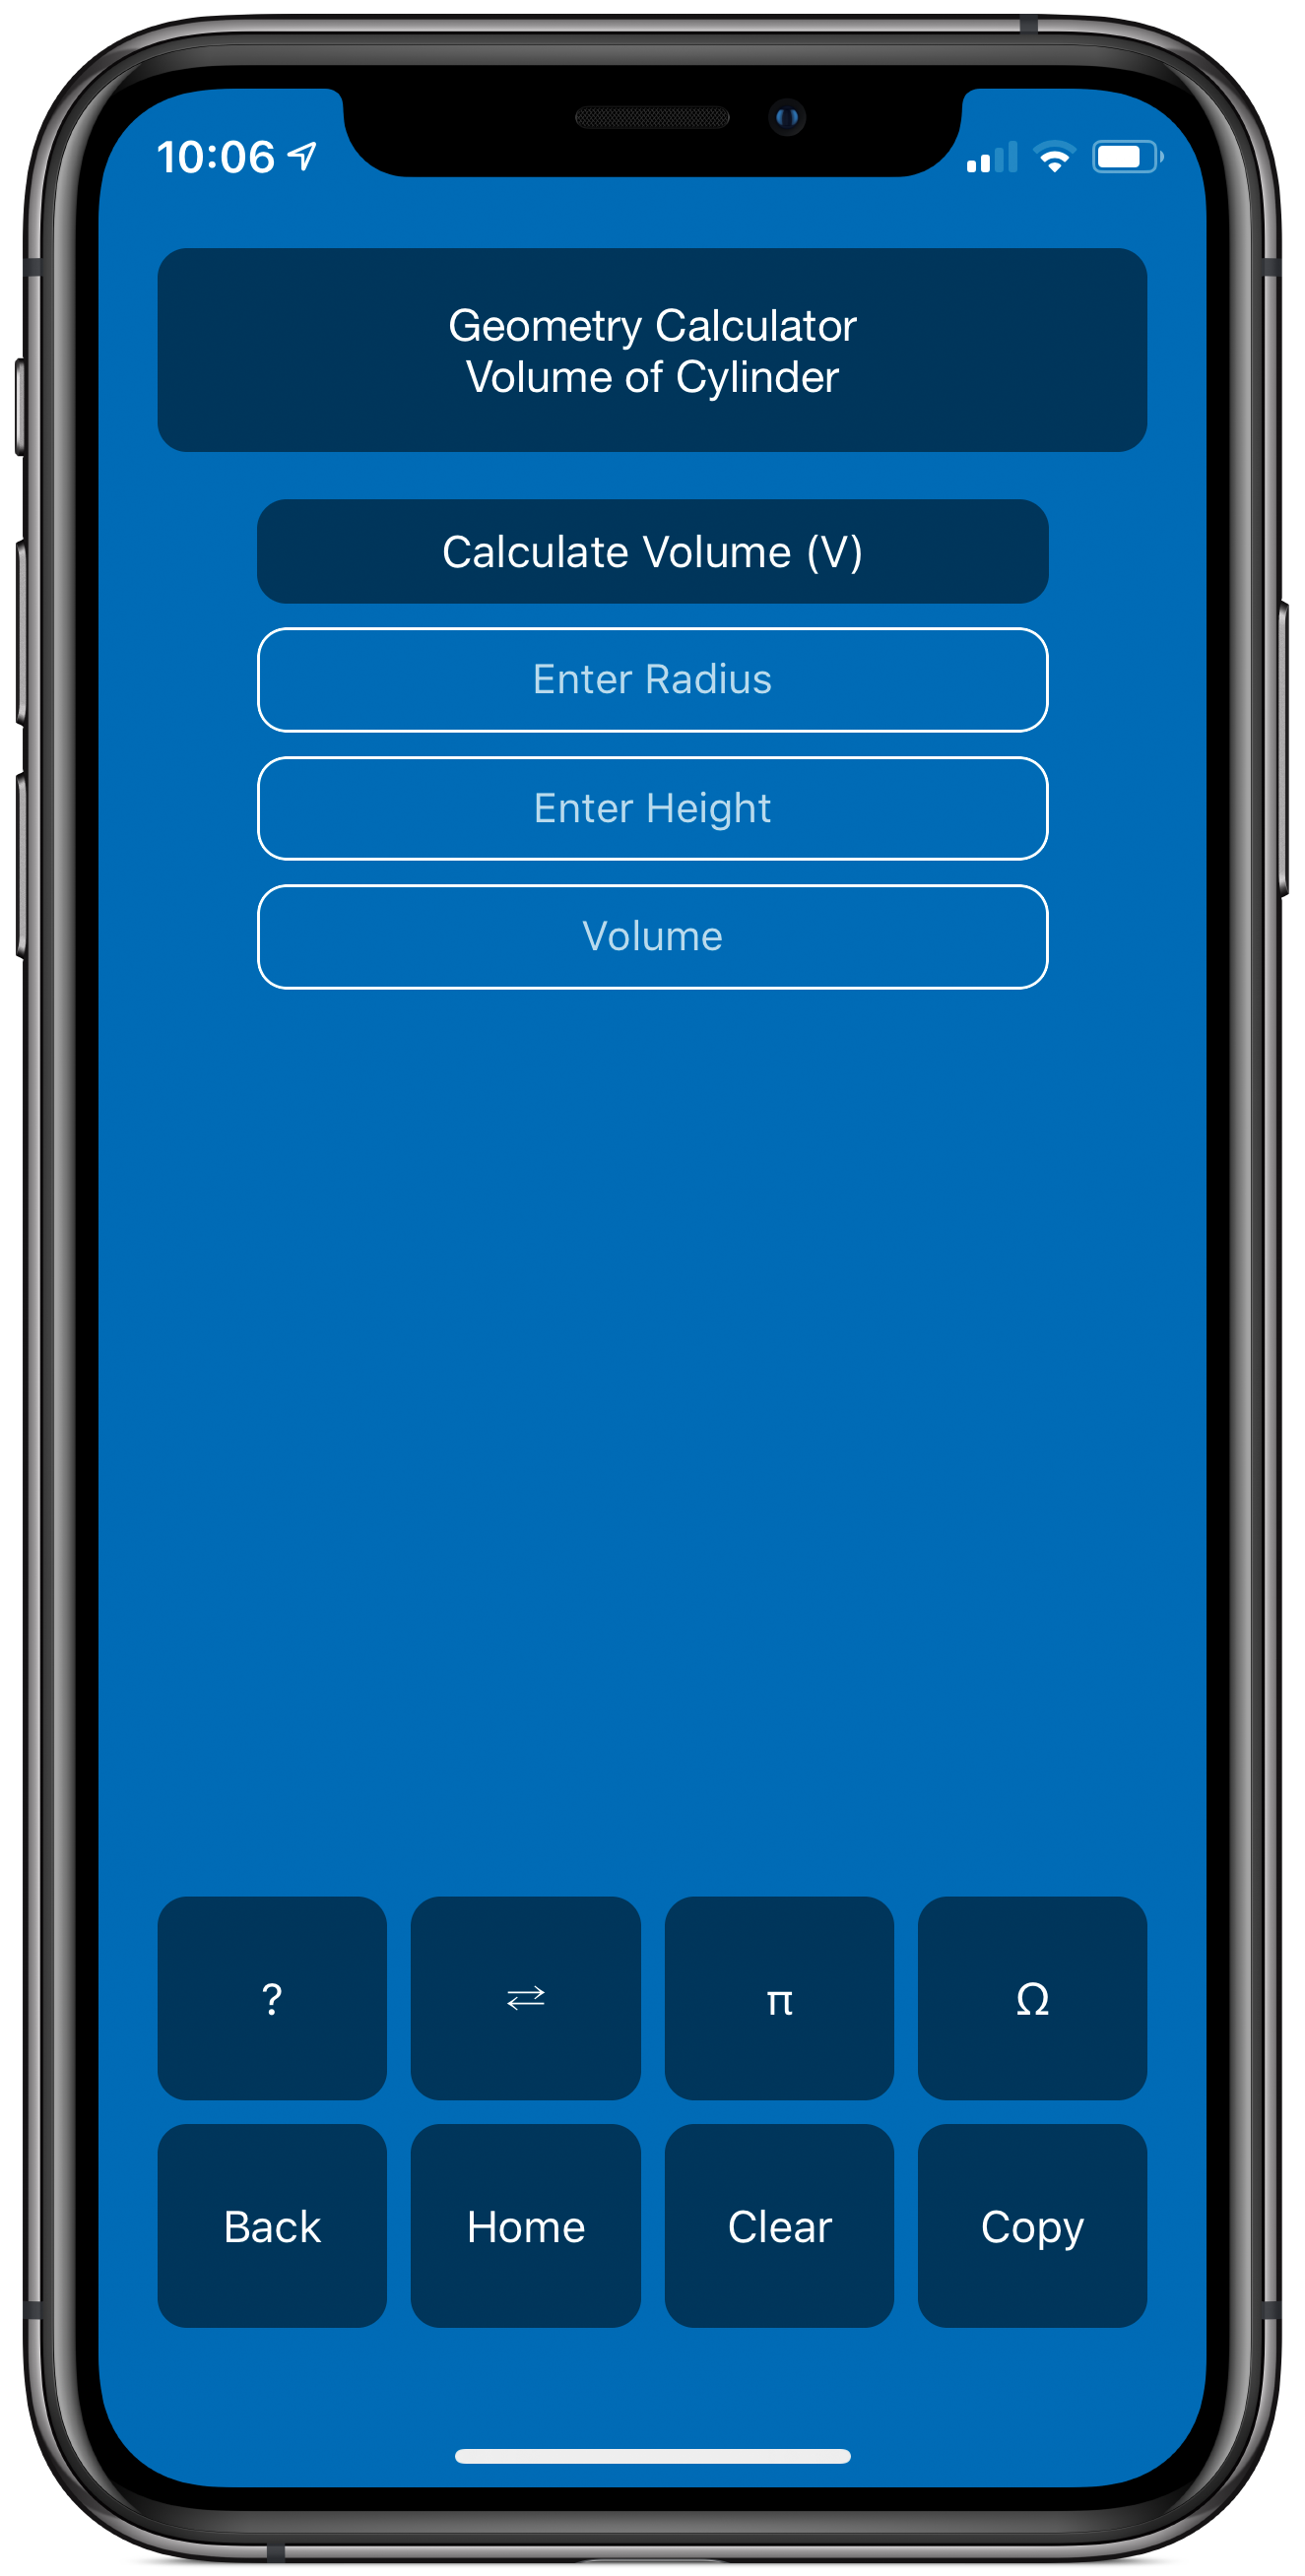 10:06
Geometry Calculator
Volume of Cylinder
Calculate Volume (V)
Enter Radius
Enter Height
Volume
? ⇄ π Ω
Back Home Clear Copy